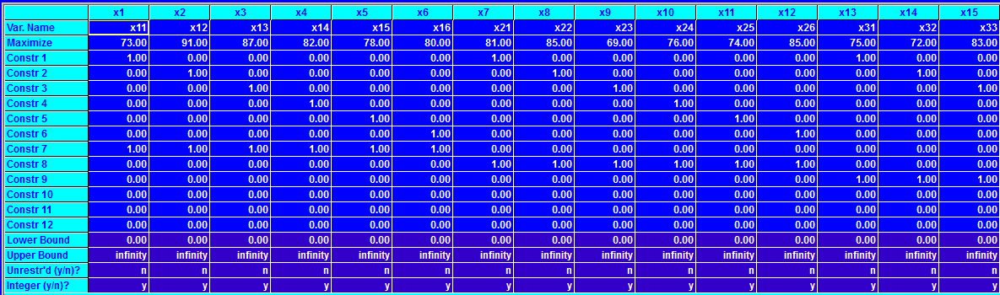 x1 x2 x3 x4 x5 x6 x7 x8 x9 x10 x11 x12 x13 x14 x15
Var. Name x11 x12 x13 x14 x15 x16 x21 x22 x23 x24 x25 x26 x31 x32 x33
Maximize 73.00 91.00 87.00 82.00 78.00 80.00 81.00 85.00 69.00 76.00 74.00 85.00 75.00 72.00 83.00
Constr 1 1.00 0.00 0.00 0.00 0.00 0.00 1.00 0.00 0.00 0.00 0.00 0.00 1.00 0.00 0.00
Constr 2 0.00 1.00 0.00 0.00 0.00 0.00 0.00 1.00 0.00 0.00 0.00 0.00 0.00 1.00 0.00
Constr 3 0.00 0.00 1.00 0.00 0.00 0.00 0.00 0.00 1.00 0.00 0.00 0.00 0.00 0.00 1.00
Constr 4 0.00 0.00 0.00 1.00 0.00 0.00 0.00 0.00 0.00 1.00 0.00 0.00 0.00 0.00 0.00
Constr 5 0.00 0.00 0.00 0.00 1.00 0.00 0.00 0.00 0.00 0.00 1.00 0.00 0.00 0.00 0.00
Constr 6 0.00 0.00 0.00 0.00 0.00 1.00 0.00 0.00 0.00 0.00 0.00 1.00 0.00 0.00 0.00
Constr 7 1.00 1.00 1.00 1.00 1.00 1.00 0.00 0.00 0.00 0.00 0.00 0.00 0.00 0.00 0.00
Constr 8 0.00 0.00 0.00 0.00 0.00 0.00 1.00 1.00 1.00 1.00 1.00 1.00 0.00 0.00 0.00
Constr 9 0.00 0.00 0.00 0.00 0.00 0.00 0.00 0.00 0.00 0.00 0.00 0.00 1.00 1.00 1.00
Constr 10 0.00 0.00 0.00 0.00 0.00 0.00 0.00 0.00 0.00 0.00 0.00 0.00 0.00 0.00 0.00
Constr 11 0.00 0.00 0.00 0.00 0.00 0.00 0.00 0.00 0.00 0.00 0.00 0.00 0.00 0.00 0.00
Constr 12 0.00 0.00 0.00 0.00 0.00 0.00 0.00 0.00 0.00 0.00 0.00 0.00 0.00 0.00 0.00
Lower Bound 0.00 0.00 0.00 0.00 0.00 0.00 0.00 0.00 0.00 0.00 0.00 0.00 0.00 0.00 0.00
Upper Bound infinity infinity infinity infinity infinity infinity infinity infinity infinity infinity infinity infinity infinity infinity infinity
Unrestr'd (y/n)? n n n n n n n n n n n n n n n
Integer (y/n)? y y y y y y y y y y y y y y y